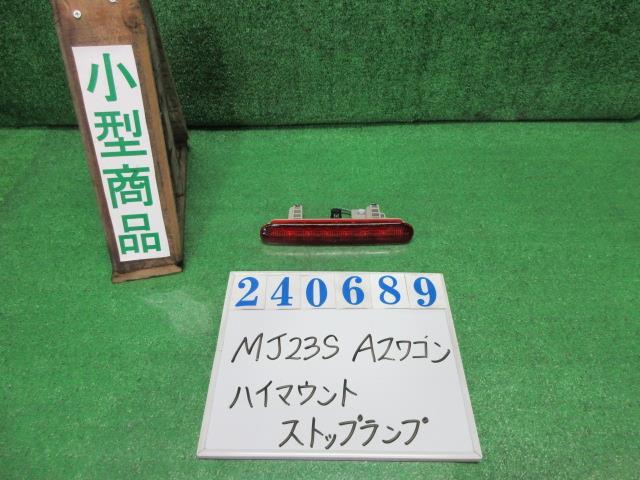 小型商品
240689
MJ23S AZワゴン
ハイマウント
ストップランプ